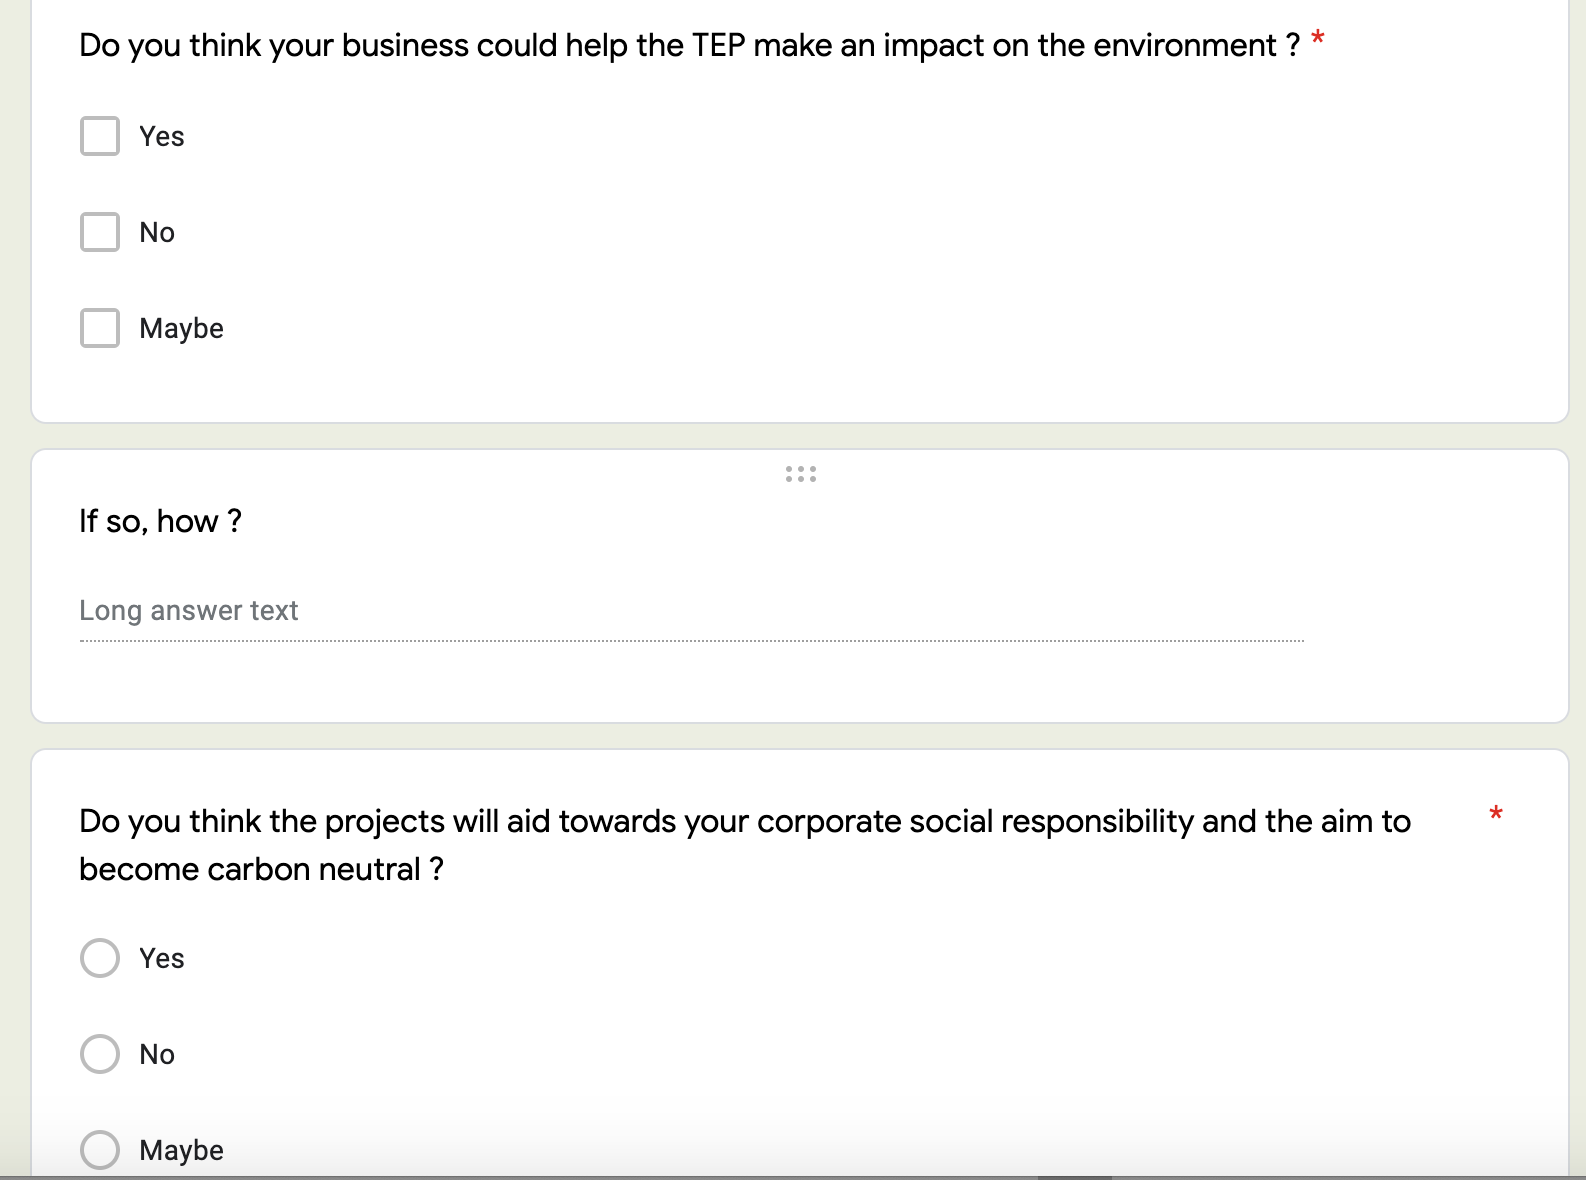 Do you think your business could help the TEP make an impact on the environment ? *
Yes
No
Maybe
If so, how ?
Long answer text
Do you think the projects will aid towards your corporate social responsibility and the aim to *
become carbon neutral ?
Yes
No
Maybe